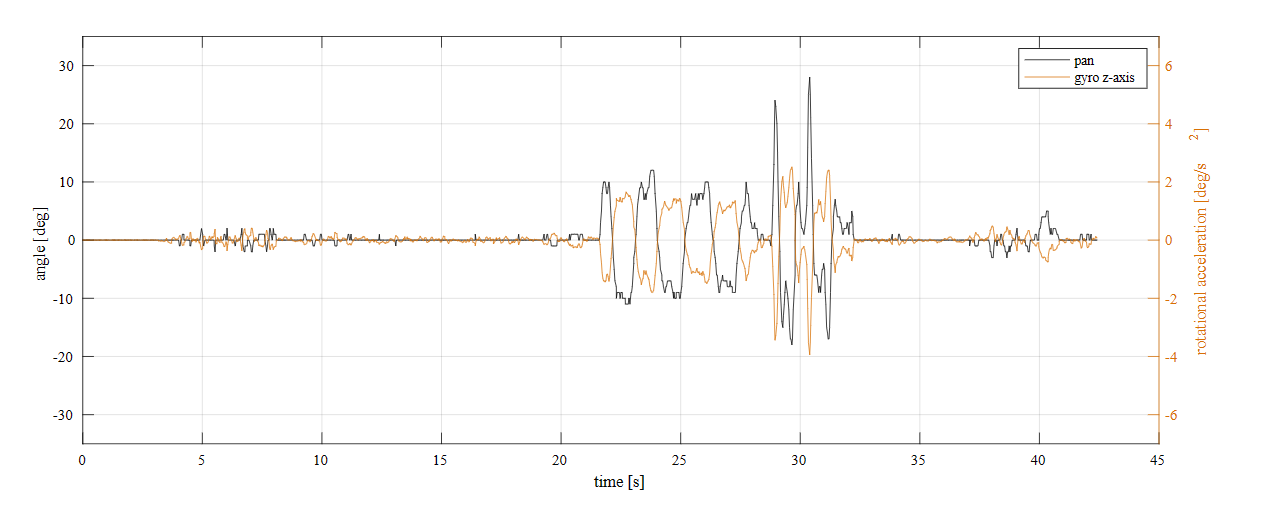 pan
gyro z-axis
30
20
10
0
-10
-20
-30
angle [deg]
6
4
2
0
-2
-4
-6
rotational acceleration [deg/s 2]
0 5 10 15 20 25 30 35 40 45
time [s]